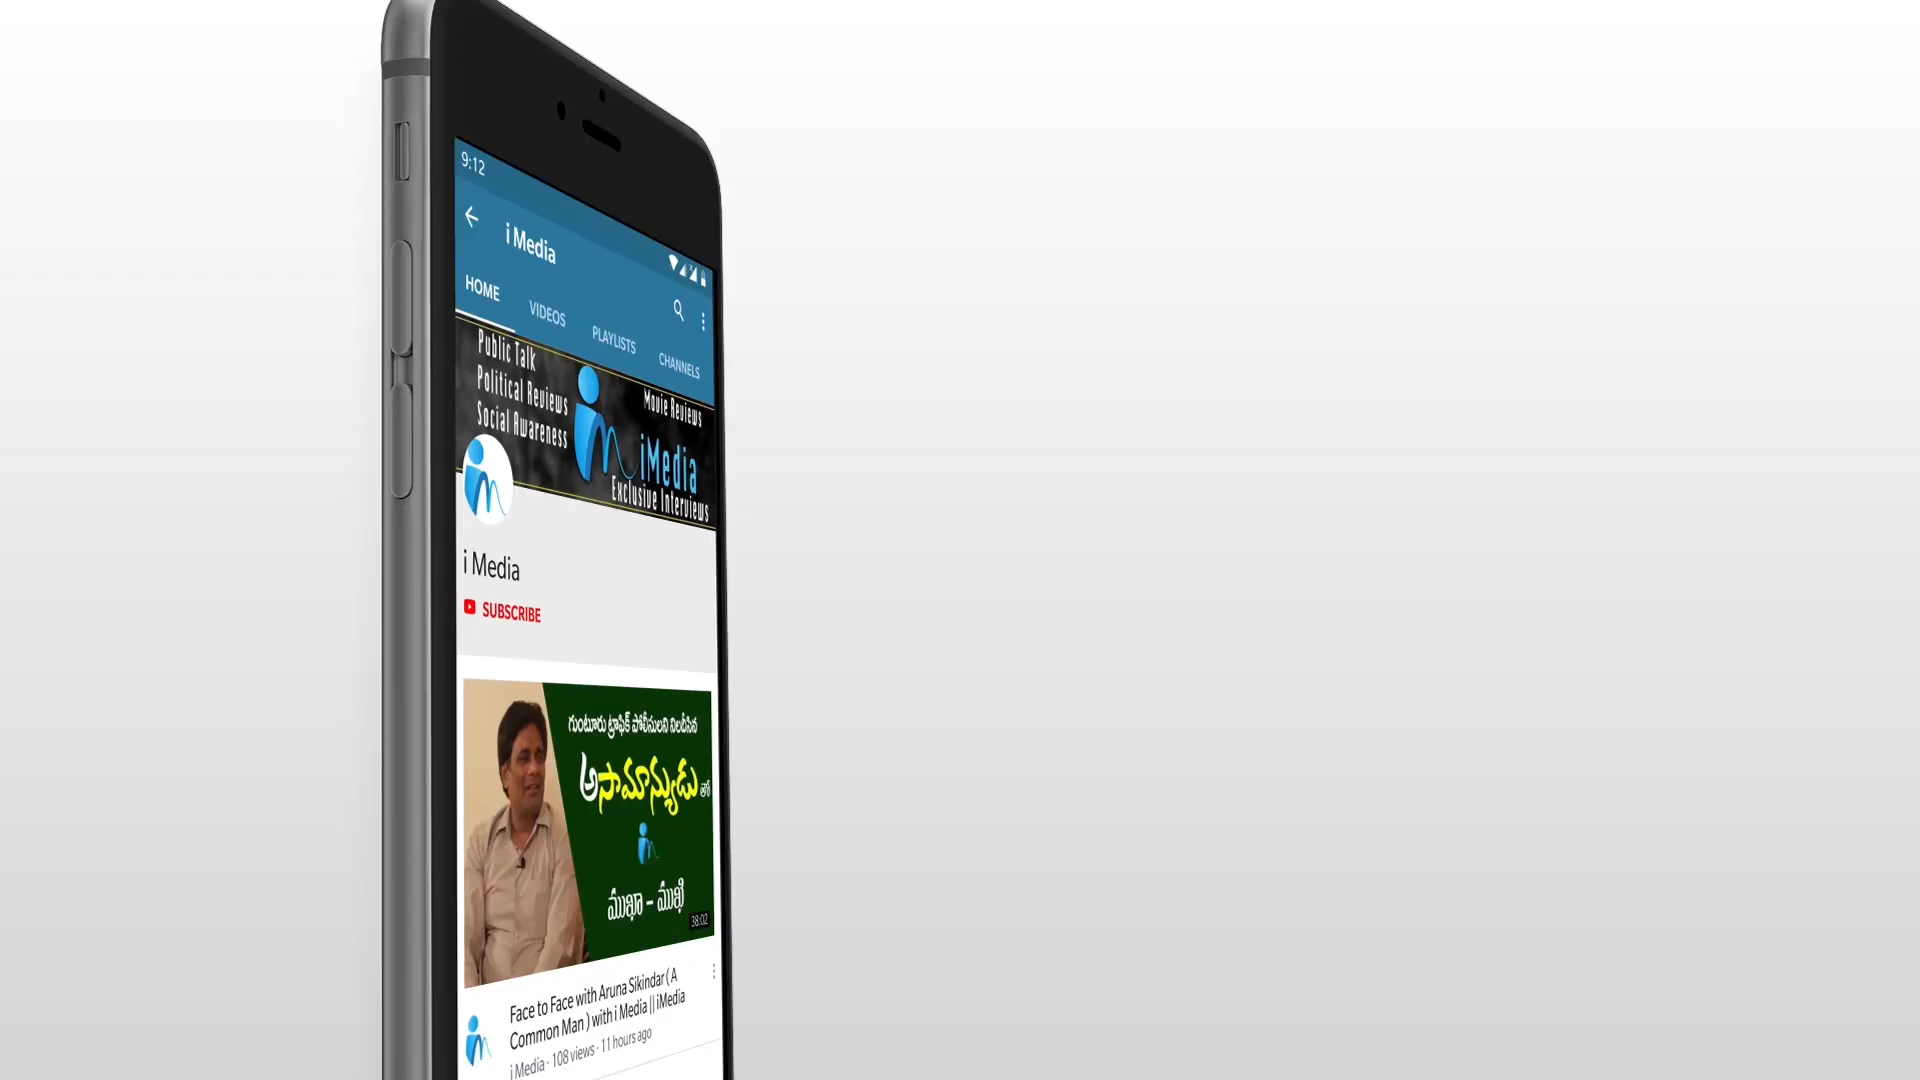 9:12
i Media
HOME
VIDEOS
PLAYLISTS
CHANNELS
Public Talk
Political Reviews
Social Awareness
Movie Reviews
iMedia
Exclusive Interviews
i Media
SUBSCRIBE
గుంటూరు ట్రాఫిక్ పోలీసులని నిలదీసిన
అసామాన్యుడు తో
ముఖా - ముఖి
38:02
Face to Face with Aruna Sikindar ( A
Common Man ) with i Media || iMedia
i Media · 108 views · 11 hours ago